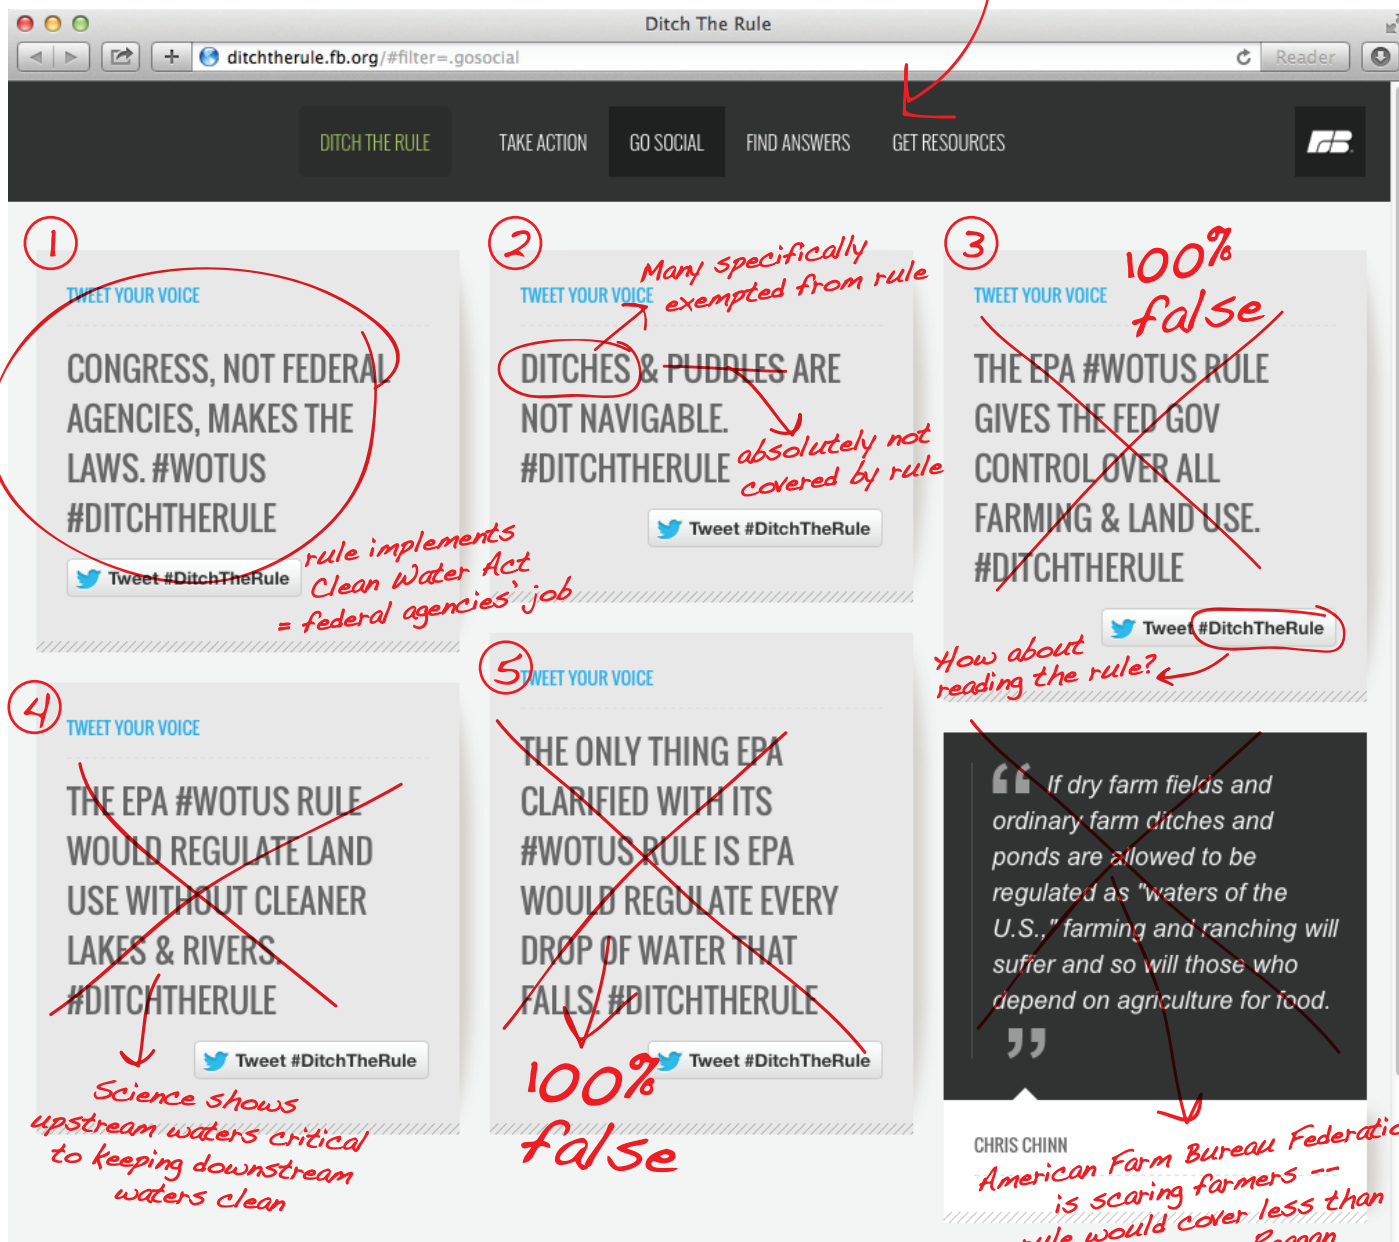 Ditch The Rule
ditchtherule.fb.org/#filter=.gosocial
Reader
DITCH THE RULE
TAKE ACTION
GO SOCIAL
FIND ANSWERS
GET RESOURCES
1
TWEET YOUR VOICE
CONGRESS, NOT FEDERAL
AGENCIES, MAKES THE
LAWS. #WOTUS
#DITCHTHERULE
Tweet #DitchTheRule
rule implements
Clean Water Act
= federal agencies' job
2
TWEET YOUR VOICE
Many specifically
exempted from rule
DITCHES & PUDDLES ARE
NOT NAVIGABLE.
#DITCHTHERULE
absolutely not
covered by rule
Tweet #DitchTheRule
3
TWEET YOUR VOICE
100%
false
THE EPA #WOTUS RULE
GIVES THE FED GOV
CONTROL OVER ALL
FARMING & LAND USE.
#DITCHTHERULE
Tweet #DitchTheRule
How about
reading the rule?
4
TWEET YOUR VOICE
THE EPA #WOTUS RULE
WOULD REGULATE LAND
USE WITHOUT CLEANER
LAKES & RIVERS.
#DITCHTHERULE
Tweet #DitchTheRule
Science shows
upstream waters critical
to keeping downstream
waters clean
5
TWEET YOUR VOICE
THE ONLY THING EPA
CLARIFIED WITH ITS
#WOTUS RULE IS EPA
WOULD REGULATE EVERY
DROP OF WATER THAT
FALLS. #DITCHTHERULE
Tweet #DitchTheRule
100%
false
“ If dry farm fields and
ordinary farm ditches and
ponds are allowed to be
regulated as "waters of the
U.S.," farming and ranching will
suffer and so will those who
depend on agriculture for food.
”
CHRIS CHINN
American Farm Bureau Federatio
is scaring farmers --
rule would cover less than
Reagan